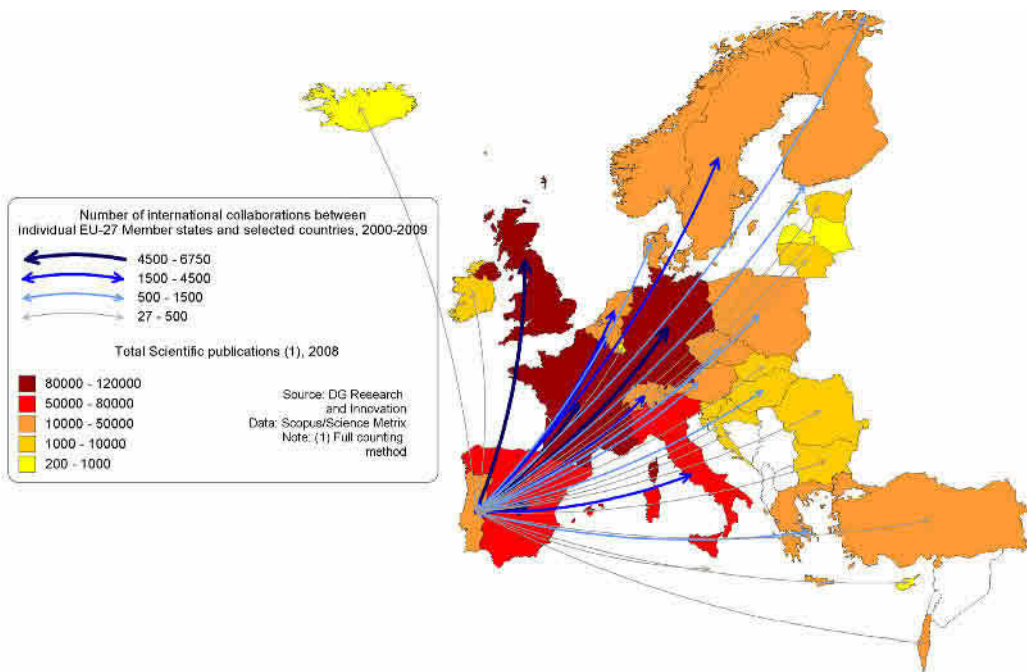 Number of international collaborations between
individual EU-27 Member states and selected countries, 2000-2009
4500 - 6750
1500 - 4500
500 - 1500
27 - 500
Total Scientific publications (1), 2008
80000 - 120000
50000 - 80000
10000 - 50000
1000 - 10000
200 - 1000
Source: DG Research
and Innovation
Data: Scopus/Science Metrix
Note: (1) Full counting
method